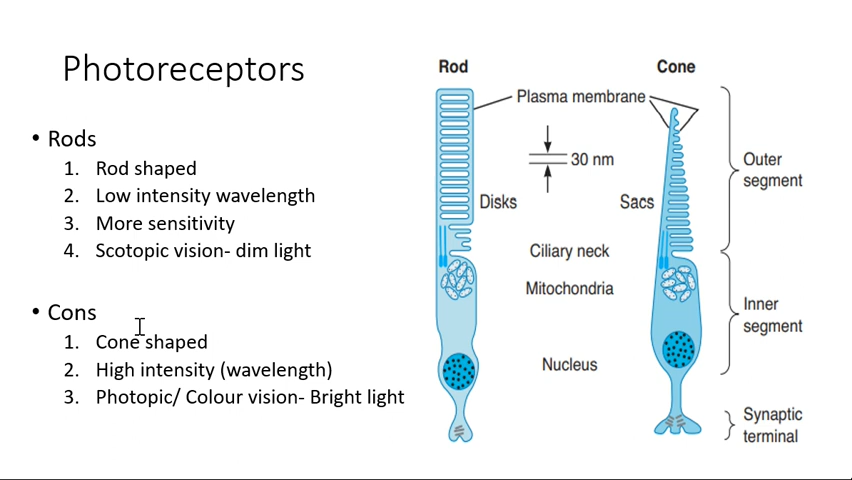 Photoreceptors
• Rods
1. Rod shaped
2. Low intensity wavelength
3. More sensitivity
4. Scotopic vision- dim light
• Cons
1. Cone shaped
2. High intensity (wavelength)
3. Photopic/ Colour vision- Bright light
Rod
Cone
Plasma membrane
30 nm
Outer
segment
Disks
Sacs
Ciliary neck
Mitochondria
Inner
segment
Nucleus
Synaptic
terminal